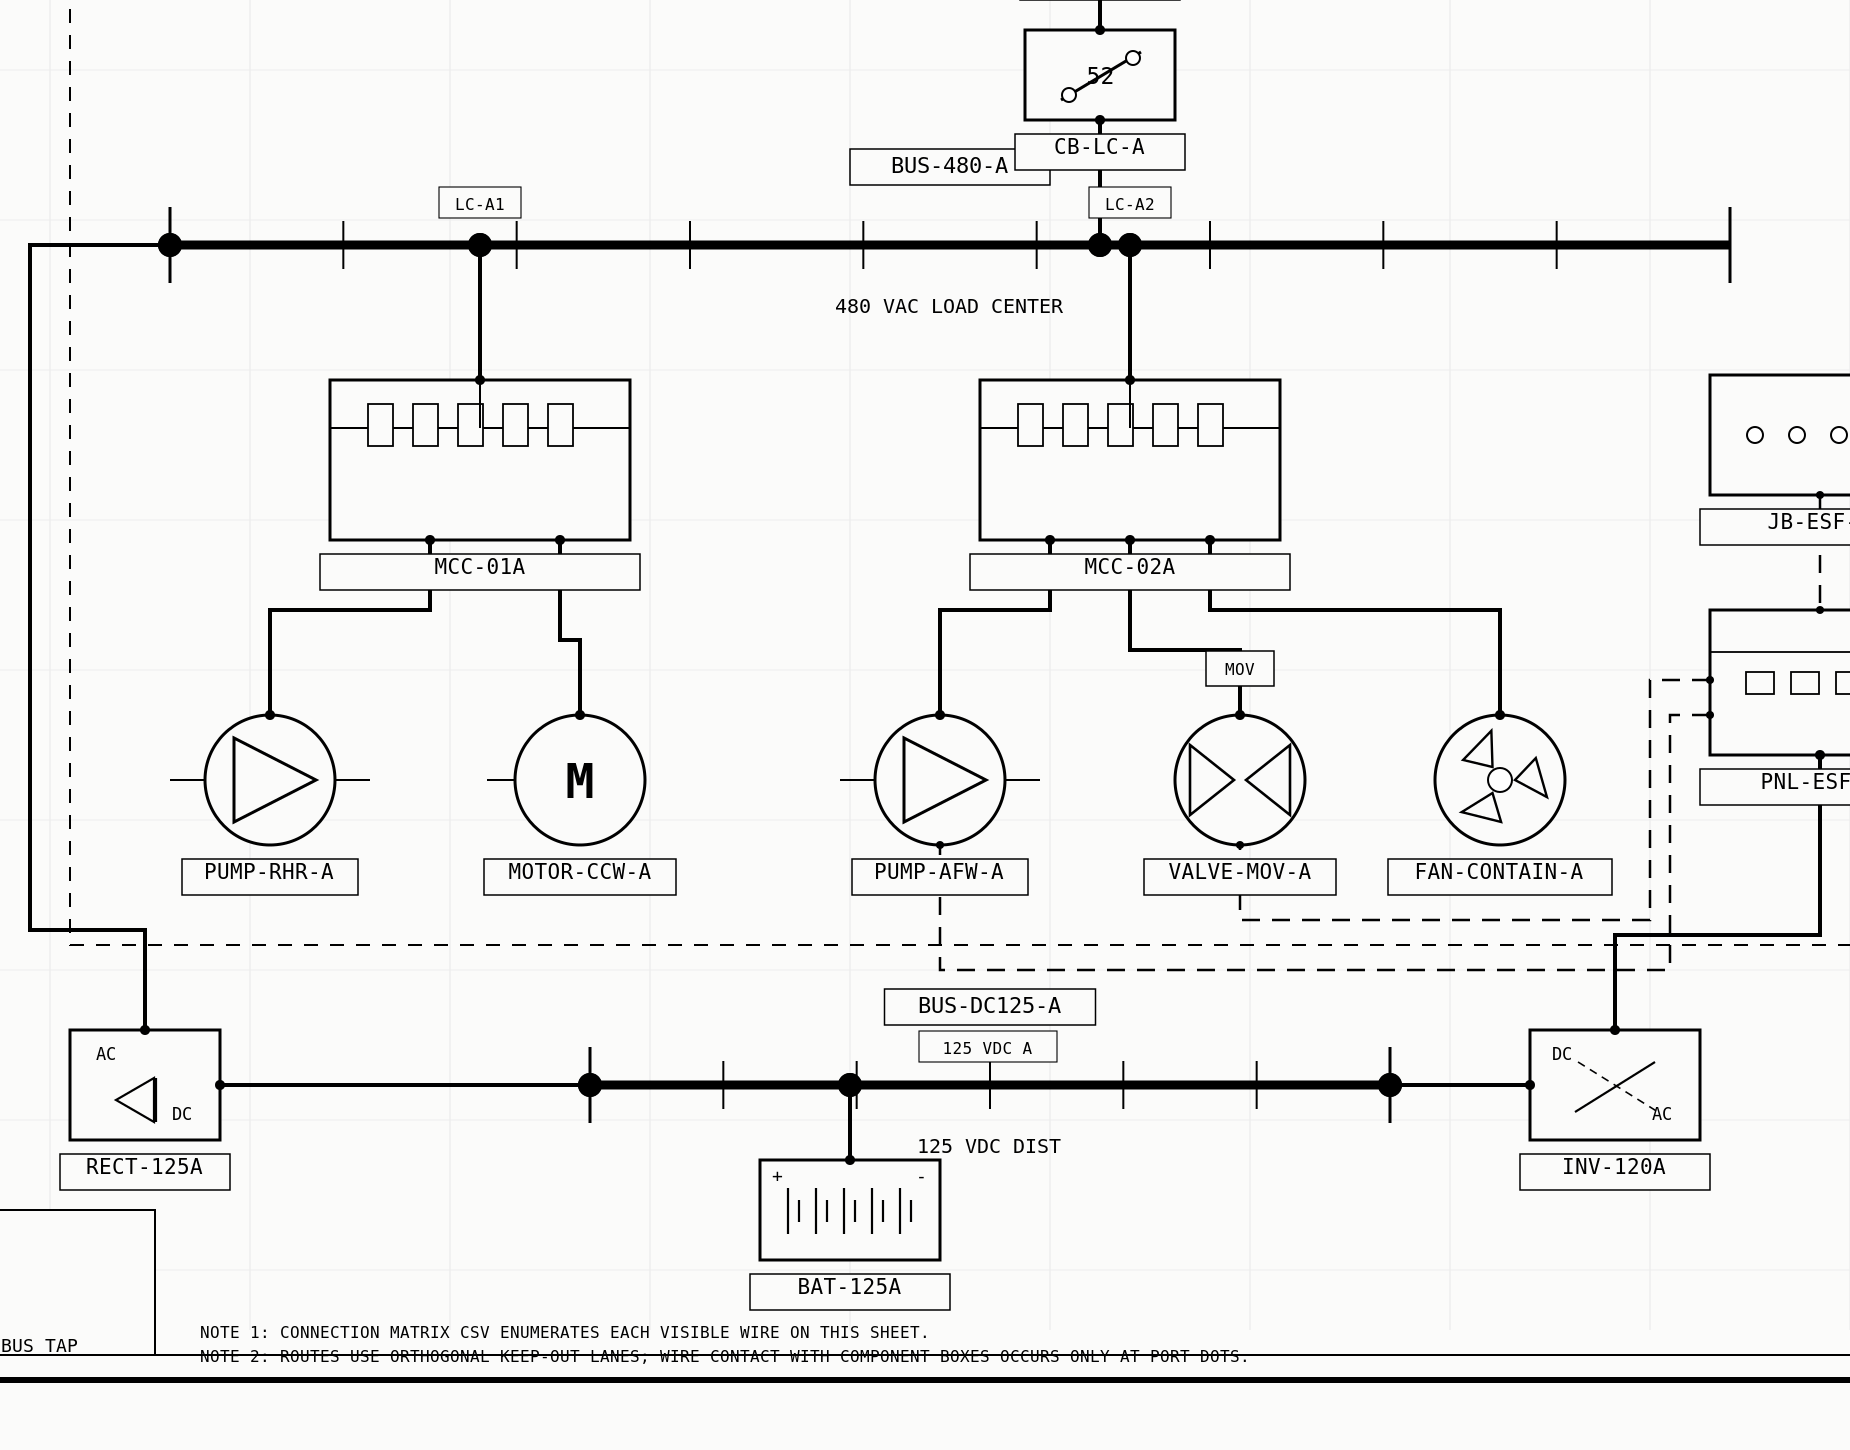 52
CB-LC-A
BUS-480-A
LC-A1
LC-A2
480 VAC LOAD CENTER
JB-ESF-
MCC-01A
MCC-02A
MOV
M
PNL-ESF
PUMP-RHR-A
MOTOR-CCW-A
PUMP-AFW-A
VALVE-MOV-A
FAN-CONTAIN-A
BUS-DC125-A
125 VDC A
AC
DC
DC
AC
125 VDC DIST
RECT-125A
INV-120A
+
-
BAT-125A
NOTE 1: CONNECTION MATRIX CSV ENUMERATES EACH VISIBLE WIRE ON THIS SHEET.
BUS TAP
NOTE 2: ROUTES USE ORTHOGONAL KEEP-OUT LANES; WIRE CONTACT WITH COMPONENT BOXES OCCURS ONLY AT PORT DOTS.